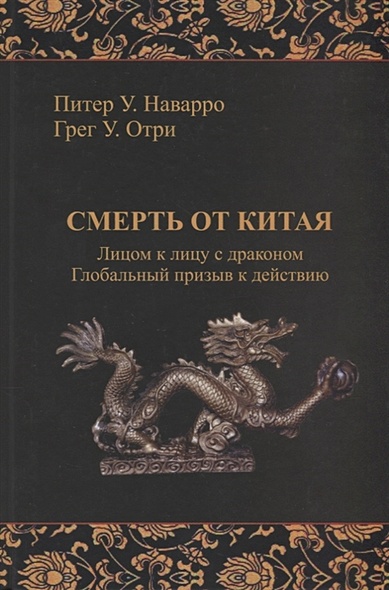 Питер У. Наварро
Грег У. Отри
СМЕРТЬ ОТ КИТАЯ
Лицом к лицу с драконом
Глобальный призыв к действию